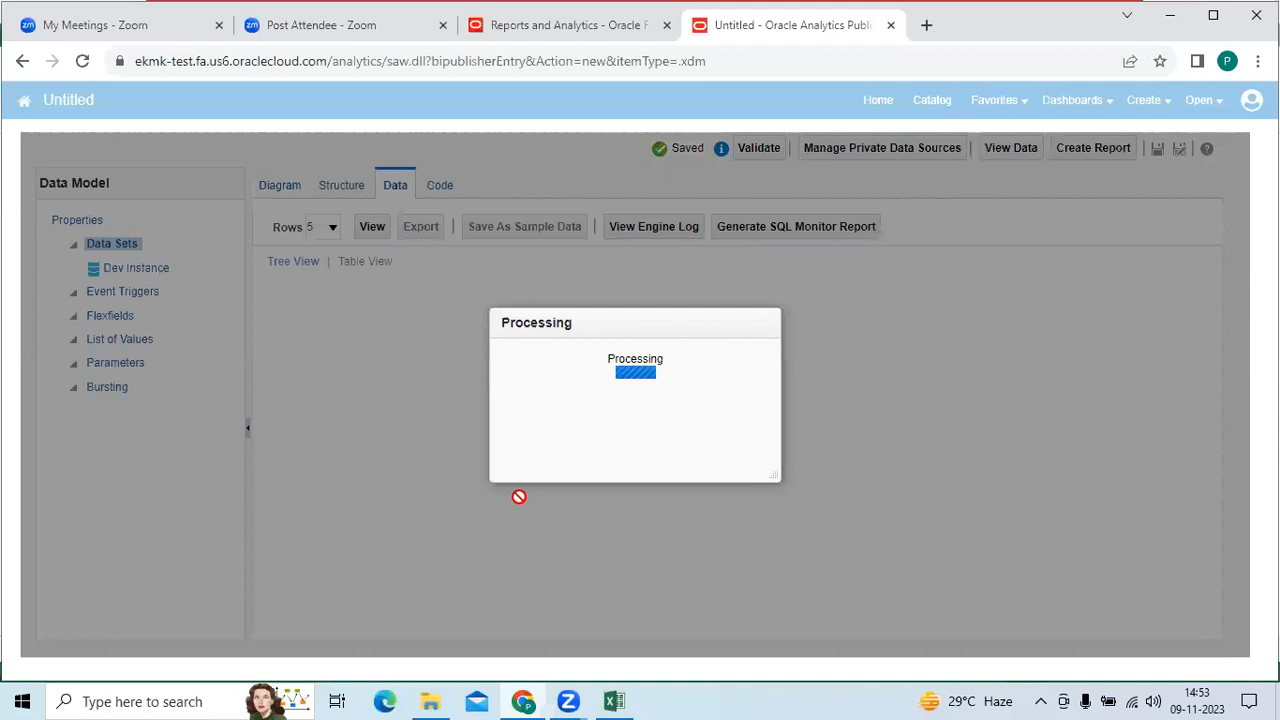 My Meetings - Zoom
Post Attendee - Zoom
Reports and Analytics - Oracle F
Untitled - Oracle Analytics Publi
ekmk-test.fa.us6.oraclecloud.com/analytics/saw.dll?bipublisherEntry&Action=new&itemType=.xdm
P
Untitled
Home Catalog Favorites Dashboards Create Open
Saved Validate | Manage Private Data Sources | View Data Create Report
Data Model
Diagram Structure Data Code
Properties
Data Sets
Dev Instance
Event Triggers
Flexfields
List of Values
Parameters
Bursting
Rows 5 View Export | Save As Sample Data | View Engine Log Generate SQL Monitor Report
Tree View | Table View
Processing
Processing
Type here to search
29°C Haze
14:53
09-11-2023